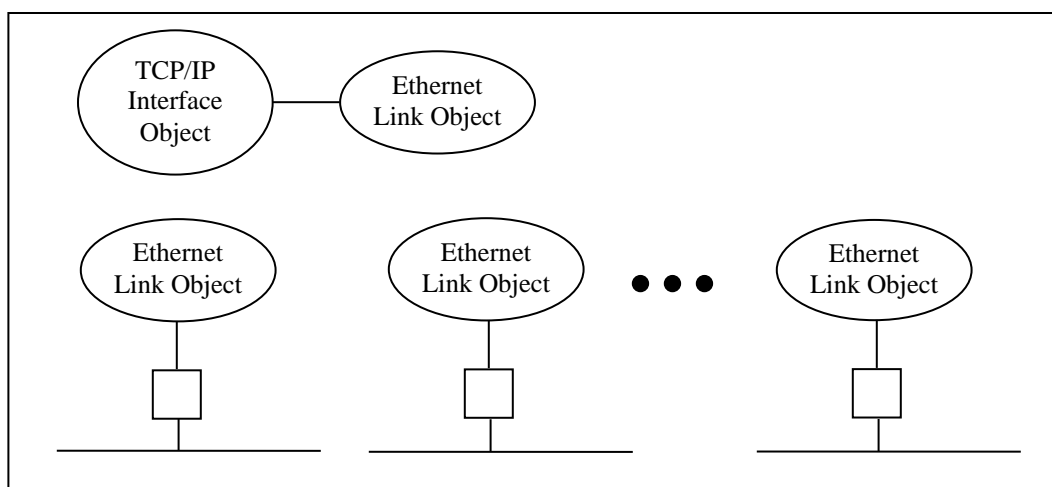 TCP/IP
Interface
Object
Ethernet
Link Object
Ethernet
Link Object
Ethernet
Link Object
Ethernet
Link Object